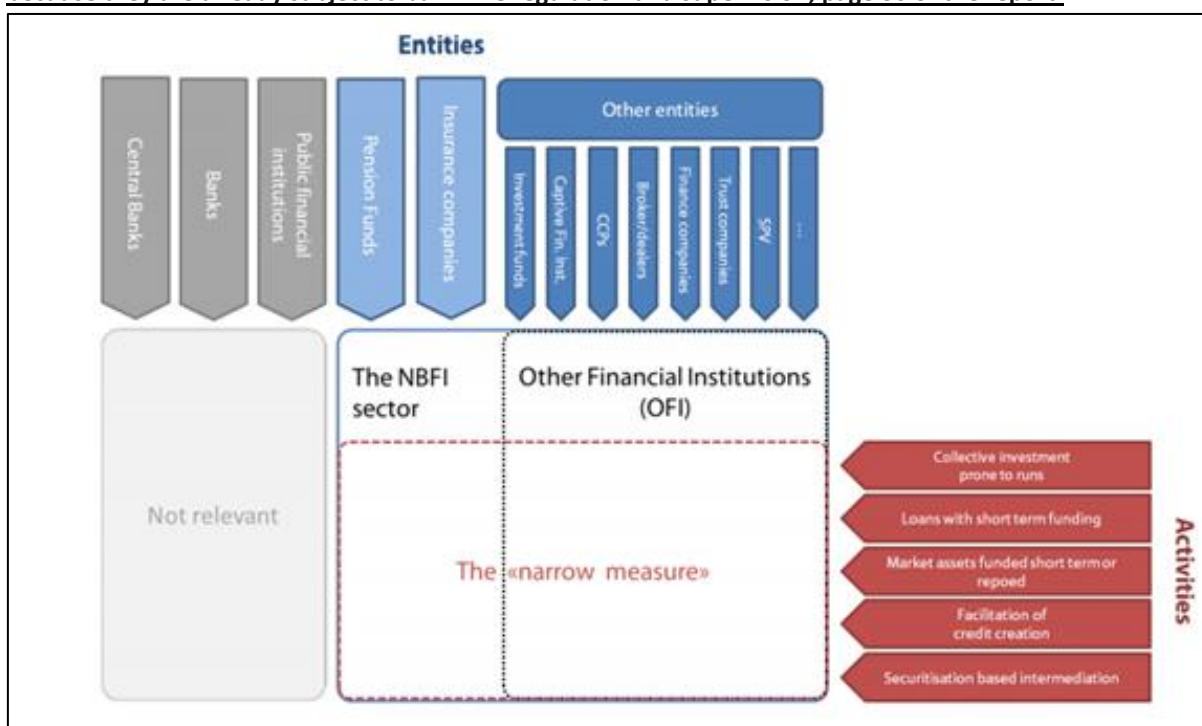 Entities
Central Banks
Banks
Public financial
institutions
Pension Funds
Insurance companies
Other entities
Investment funds
Captive Fin. Inst.
CCPs
Broker/dealers
Finance companies
Trust companies
SPV
...
Not relevant
The NBFI
sector
Other Financial Institutions
(OFI)
The «narrow measure»
Collective investment
prone to runs
Loans with short term funding
Market assets funded short term or
repoed
Facilitation of
credit creation
Securitisation based intermediation
Activities